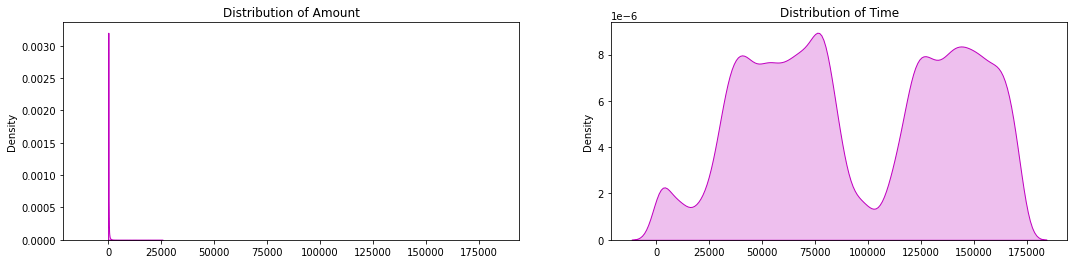 Distribution of Amount
Density
0.0030
0.0025
0.0020
0.0015
0.0010
0.0005
0.0000
0 25000 50000 75000 100000 125000 150000 175000
Distribution of Time
1e−6
Density
8
6
4
2
0
0 25000 50000 75000 100000 125000 150000 175000